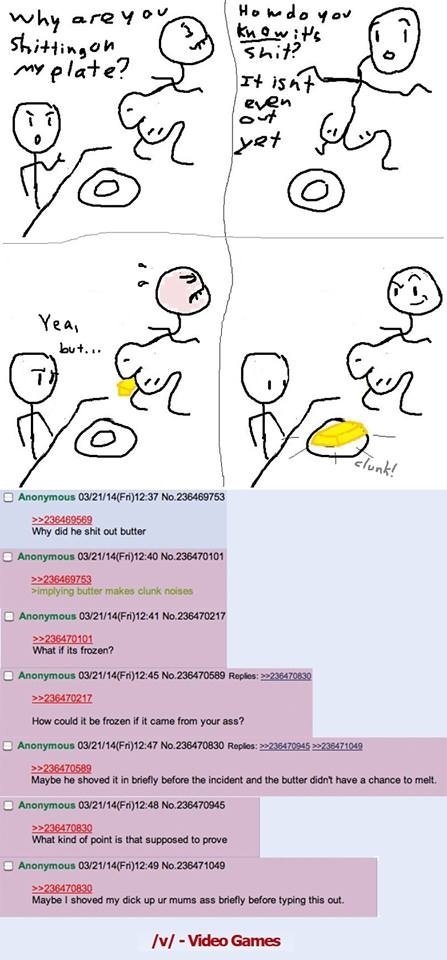 Why are you
shitting on
my plate?
How do you
know it's
shit?
It isn't
even
out
yet
Yea,
but...
clunk!
Anonymous 03/21/14(Fri)12:37 No.236469753
>>236469569
Why did he shit out butter
Anonymous 03/21/14(Fri)12:40 No.236470101
>>236469753
>implying butter makes clunk noises
Anonymous 03/21/14(Fri)12:41 No.236470217
>>236470101
What if its frozen?
Anonymous 03/21/14(Fri)12:45 No.236470589 Replies: >>236470830
>>236470217
How could it be frozen if it came from your ass?
Anonymous 03/21/14(Fri)12:47 No.236470830 Replies: >>236470945 >>236471049
>>236470589
Maybe he shoved it in briefly before the incident and the butter didn't have a chance to melt.
Anonymous 03/21/14(Fri)12:48 No.236470945
>>236470830
What kind of point is that supposed to prove
Anonymous 03/21/14(Fri)12:49 No.236471049
>>236470830
Maybe I shoved my dick up ur mums ass briefly before typing this out.
/v/ - Video Games